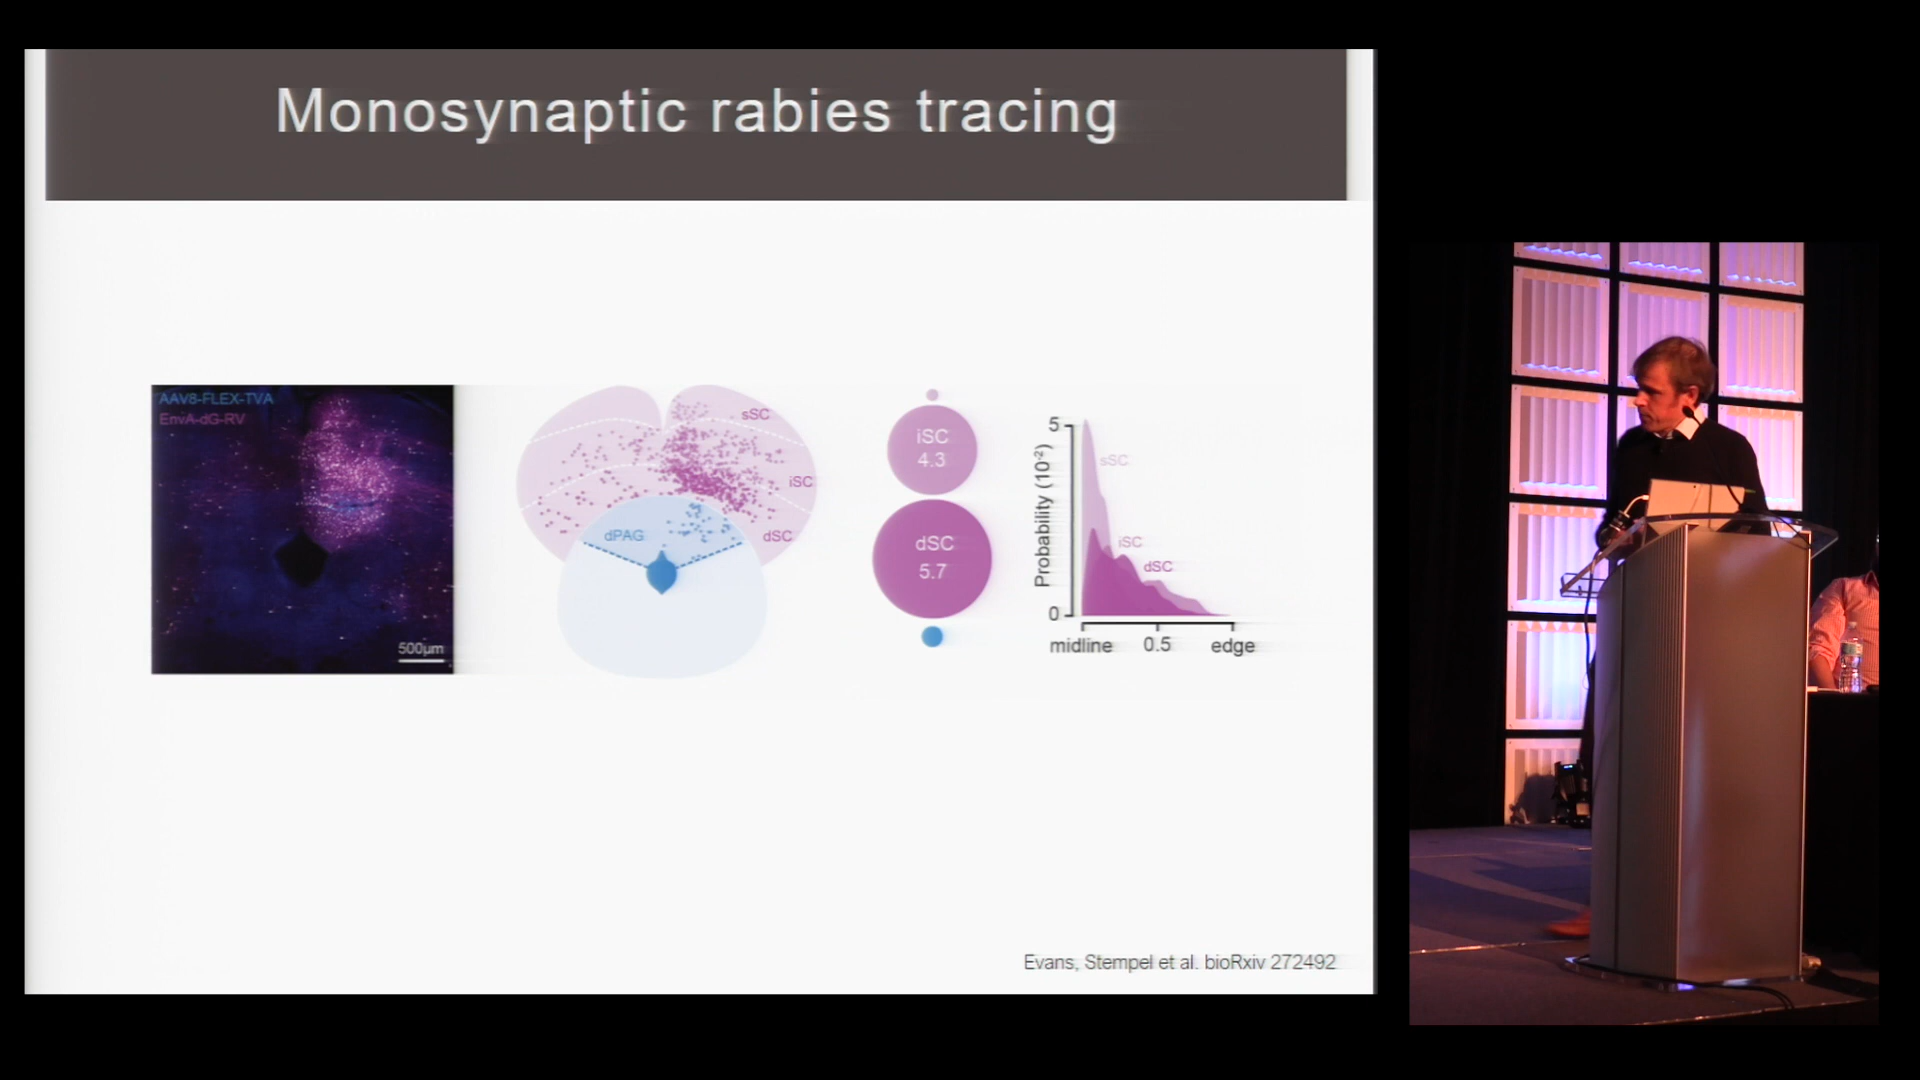 Monosynaptic rabies tracing
AAV8-FLEX-TVA
EnvA-dG-RV
500µm
sSC
iSC
dSC
dPAG
iSC
4.3
dSC
5.7
Probability (10⁻²)
5
0
sSC
iSC
dSC
midline 0.5 edge
Evans, Stempel et al. bioRxiv 272492